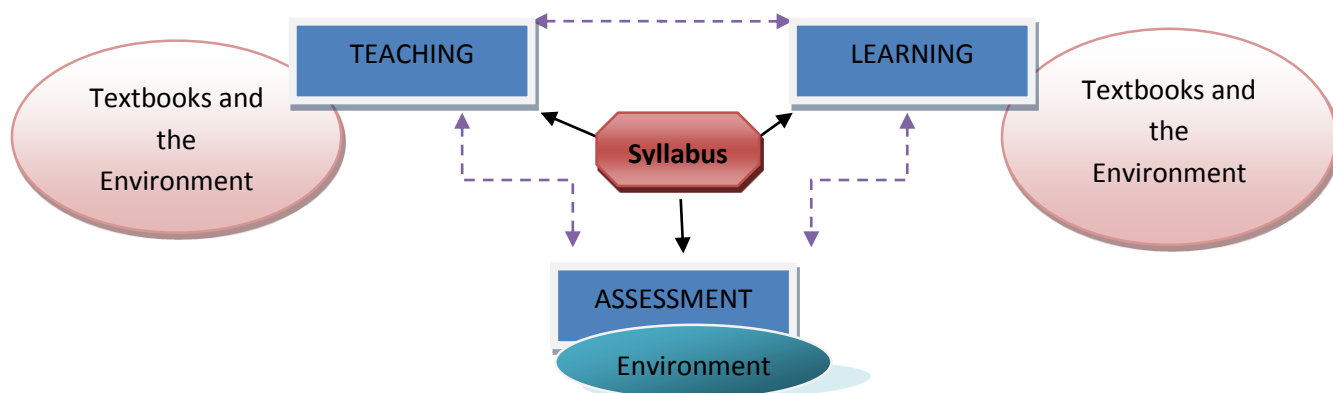 TEACHING
LEARNING
Textbooks and
the
Environment
Syllabus
Textbooks and
the
Environment
ASSESSMENT
Environment